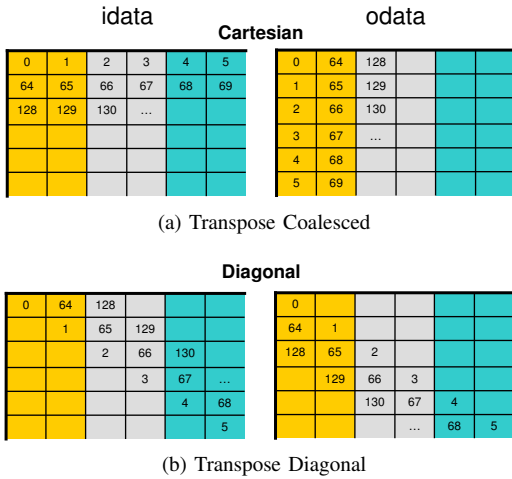 idata odata
Cartesian
0 1 2 3 4 5 0 64 128
64 65 66 67 68 69 1 65 129
128 129 130 ... 2 66 130
3 67 ...
4 68
5 69
(a) Transpose Coalesced
Diagonal
0 64 128 0
1 65 129 64 1
2 66 130 128 65 2
3 67 ... 129 66 3
4 68 130 67 4
5 ... 68 5
(b) Transpose Diagonal